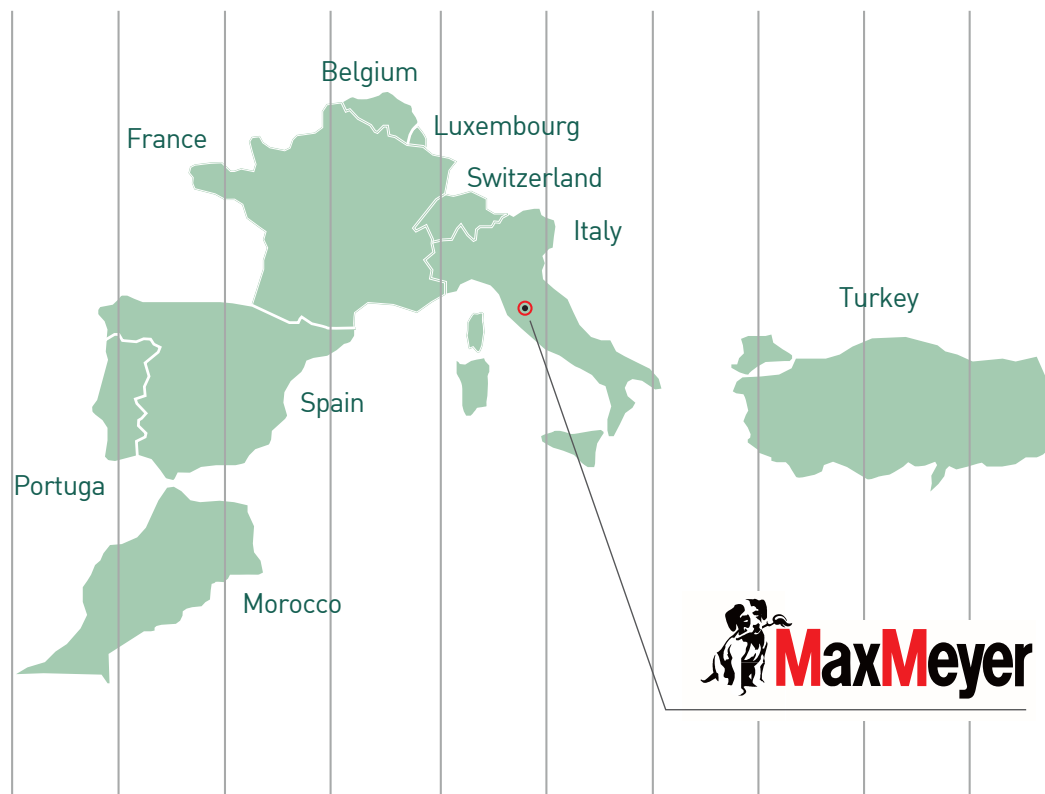 Belgium
Luxembourg
France
Switzerland
Italy
Turkey
Spain
Portuga
Morocco
MaxMeyer